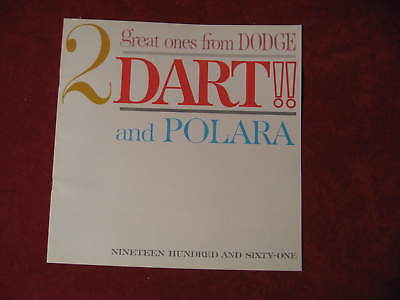 2 great ones from DODGE
DART!!
and POLARA
NINETEEN HUNDRED AND SIXTY-ONE